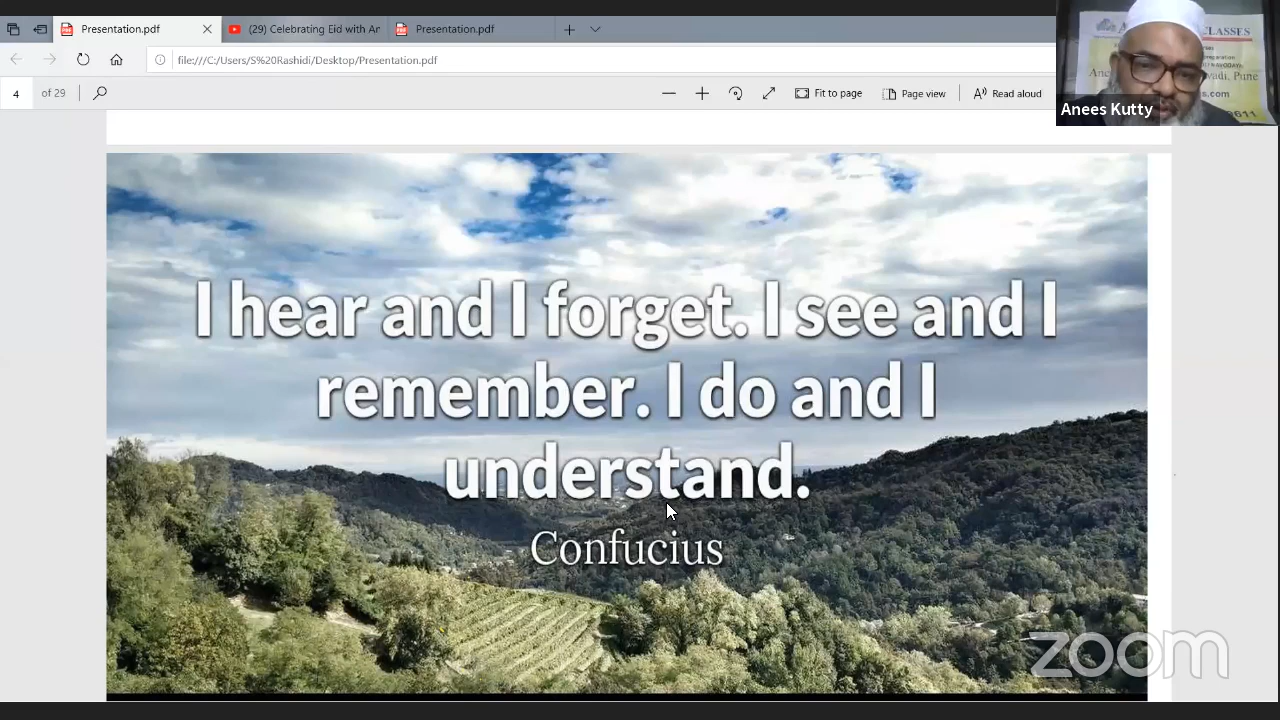 Presentation.pdf
(29) Celebrating Eid with Ar
Presentation.pdf
file:///C:/Users/S%20Rashidi/Desktop/Presentation.pdf
4 of 29
Fit to page
Page view
Read aloud
CLASSES
Pune
s.com
Anees Kutty
I hear and I forget. I see and I
remember. I do and I
understand.
Confucius
zoom